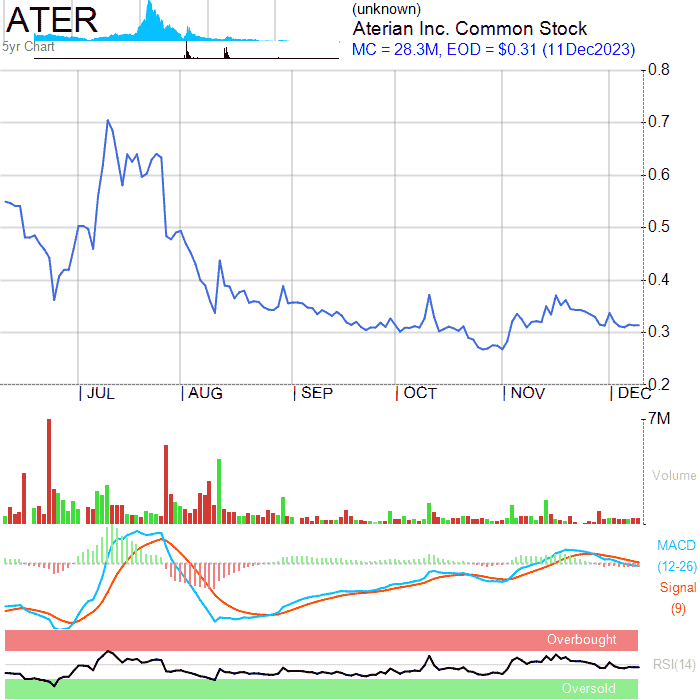 ATER
5yr Chart
(unknown)
Aterian Inc. Common Stock
MC = 28.3M, EOD = $0.31 (11Dec2023)
0.8
0.7
0.6
0.5
0.4
0.3
0.2
JUL
AUG
SEP
OCT
NOV
DEC
7M
Volume
MACD
(12-26)
Signal
(9)
Overbought
RSI(14)
Oversold